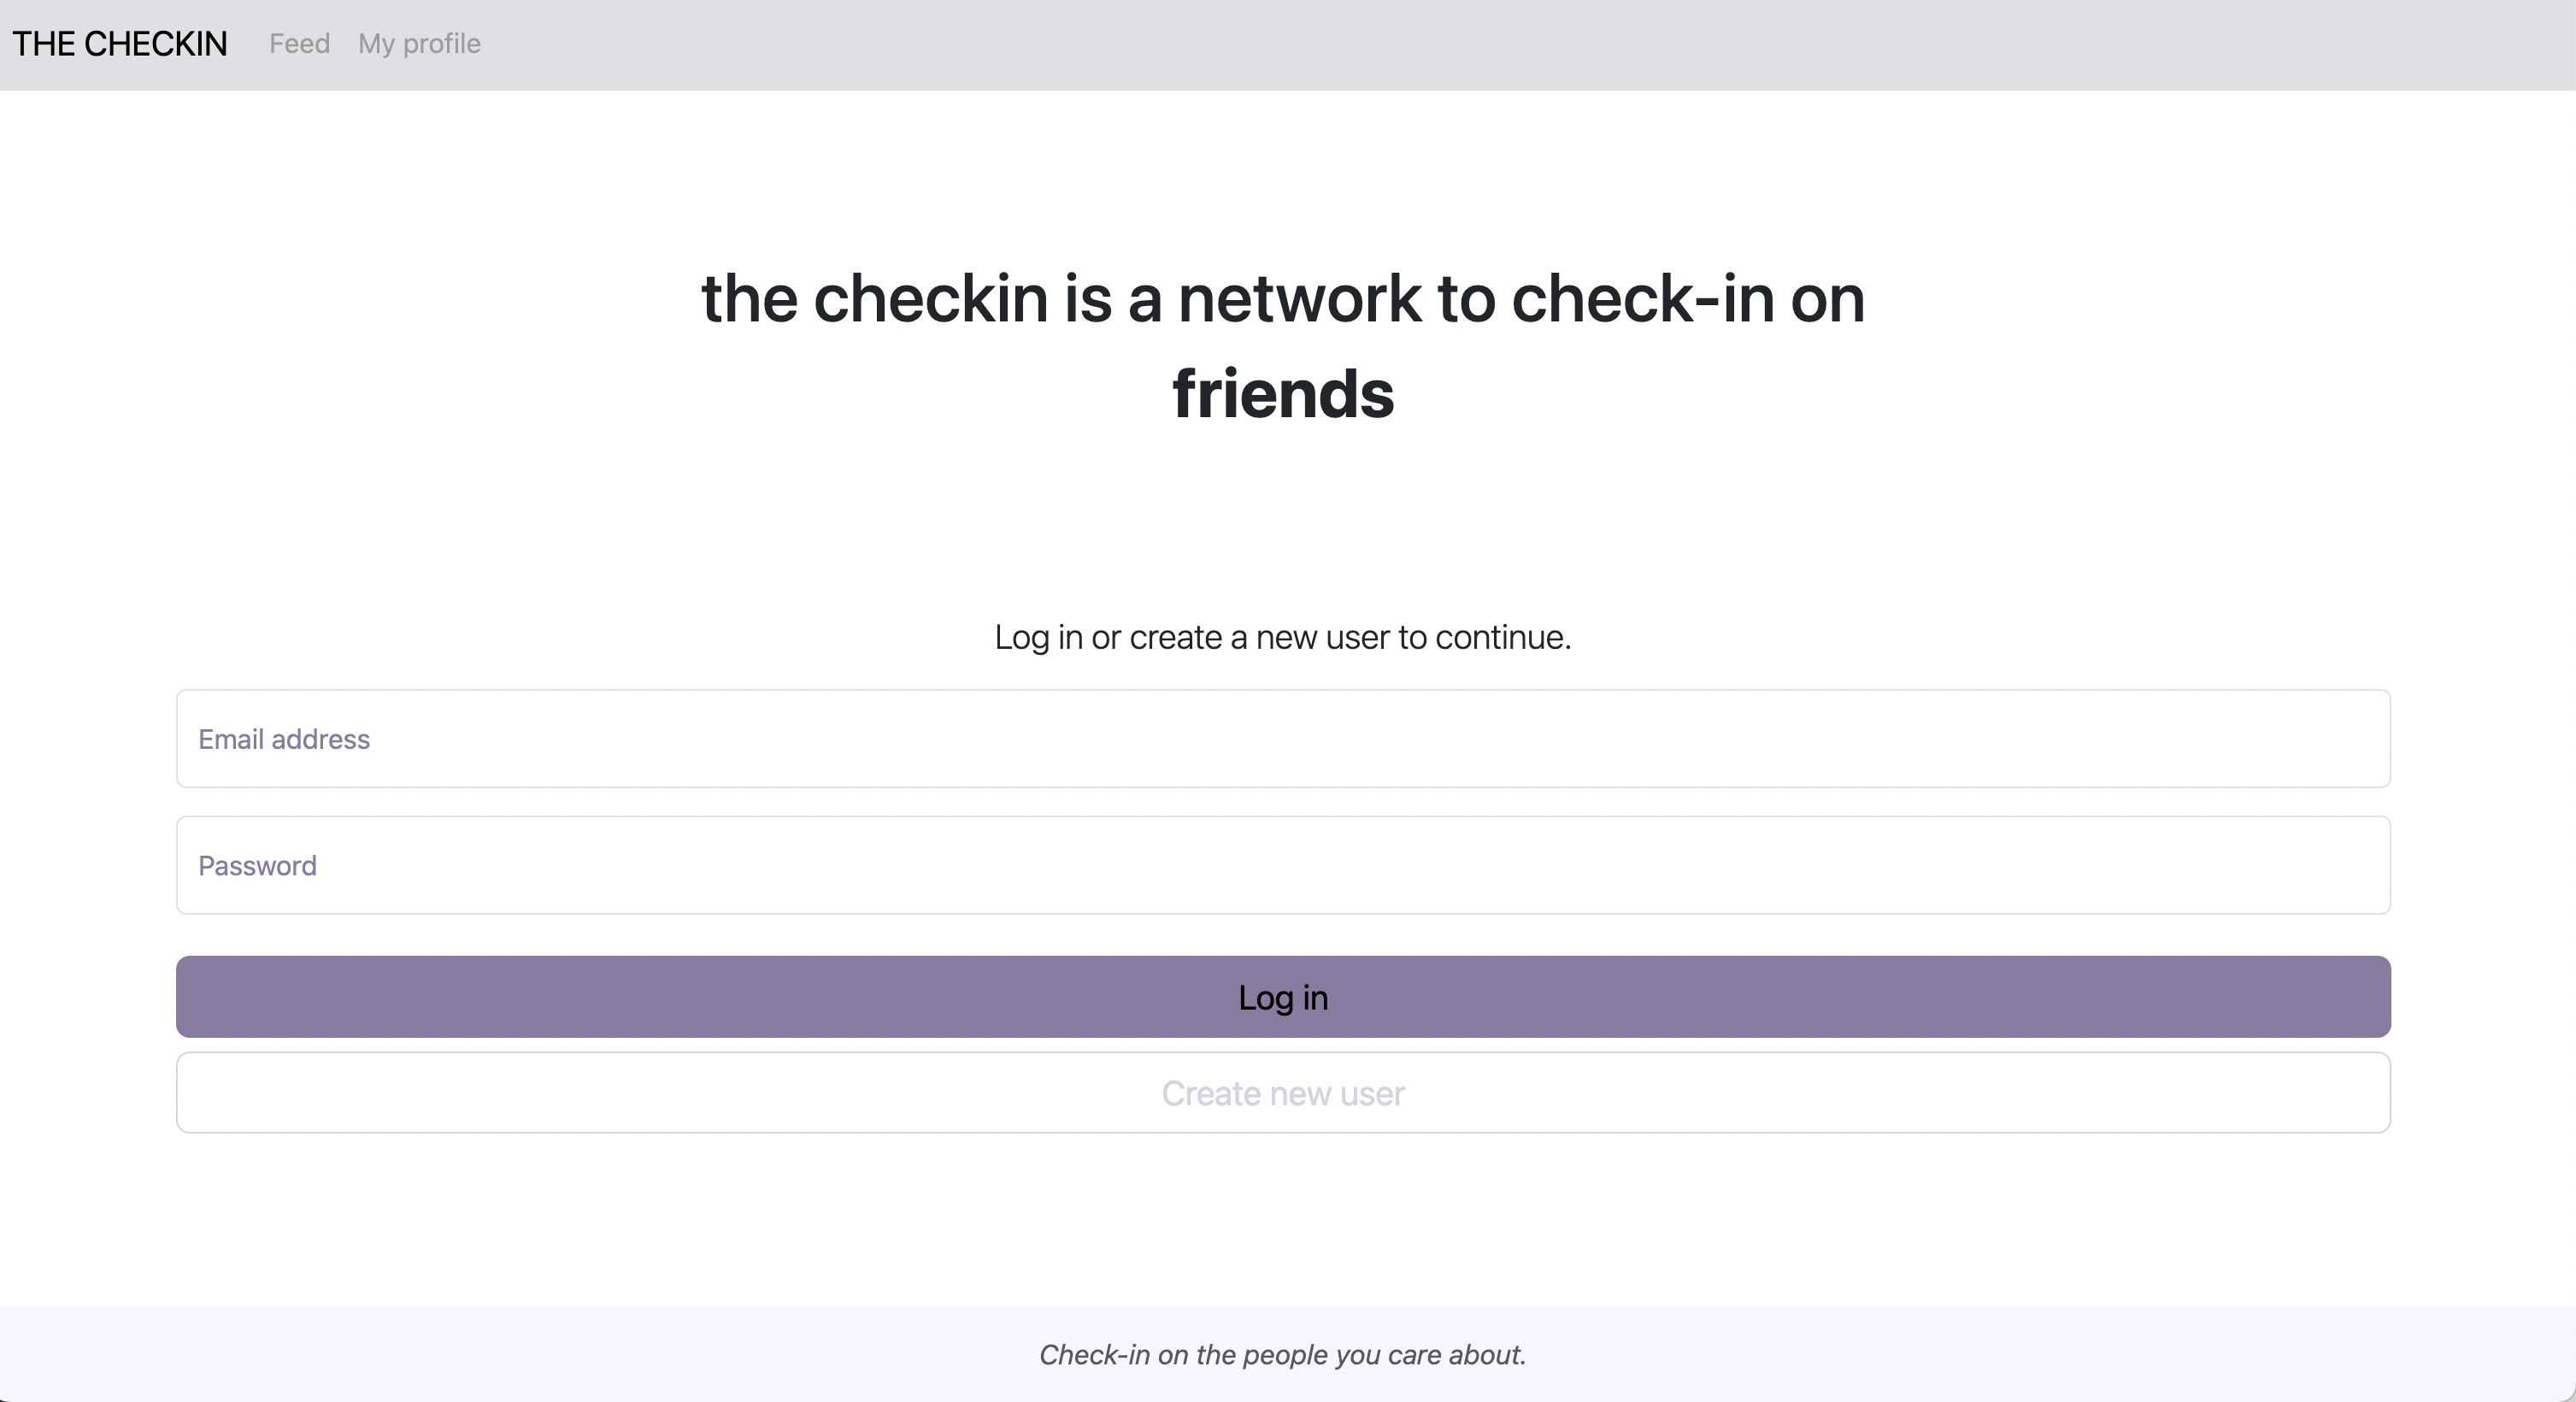 THE CHECKIN Feed My profile
the checkin is a network to check-in on
friends
Log in or create a new user to continue.
Email address
Password
Log in
Create new user
Check-in on the people you care about.